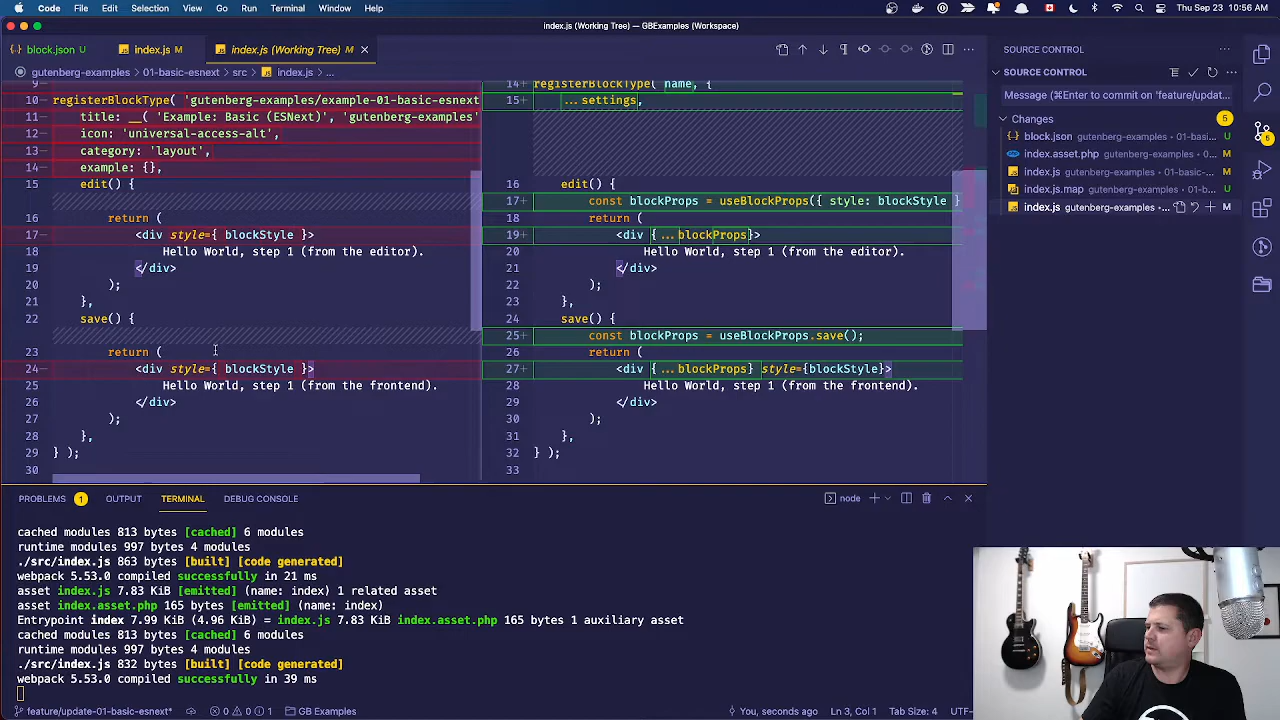 Code File Edit Selection View Go Run Terminal Window Help
Thu Sep 23 10:56 AM
index.js (Working Tree) — GBExamples (Workspace)
block.json U
index.js M
index.js (Working Tree) M
gutenberg-examples > 01-basic-esnext > src > index.js > ...
9
10 registerBlockType( 'gutenberg-examples/example-01-basic-esnext
11 title: __( 'Example: Basic (ESNext)', 'gutenberg-examples'
12 icon: 'universal-access-alt',
13 category: 'layout',
14 example: {},
15 edit() {
16 return (
17 <div style={ blockStyle }>
18 Hello World, step 1 (from the editor).
19 </div>
20 );
21 },
22 save() {
23 return (
24 <div style={ blockStyle }>
25 Hello World, step 1 (from the frontend).
26 </div>
27 );
28 },
29 } );
30
14+ registerBlockType( name, {
15+ ...settings,
16 edit() {
17+ const blockProps = useBlockProps({ style: blockStyle }
18 return (
19+ <div {...blockProps}>
20 Hello World, step 1 (from the editor).
21 </div>
22 );
23 },
24 save() {
25+ const blockProps = useBlockProps.save();
26 return (
27+ <div {...blockProps} style={blockStyle}>
28 Hello World, step 1 (from the frontend).
29 </div>
30 );
31 },
32 } );
33
SOURCE CONTROL
SOURCE CONTROL
Message (⌘Enter to commit on 'feature/updat...
Changes 5
block.json gutenberg-examples • 01-basi... U
index.asset.php gutenberg-examples • 0... M
index.js gutenberg-examples • 01-basic-... M
index.js.map gutenberg-examples • 01-b... U
index.js gutenberg-examples •... M
5
PROBLEMS 1 OUTPUT TERMINAL DEBUG CONSOLE
node
cached modules 813 bytes [cached] 6 modules
runtime modules 997 bytes 4 modules
./src/index.js 863 bytes [built] [code generated]
webpack 5.53.0 compiled successfully in 21 ms
asset index.js 7.83 KiB [emitted] (name: index) 1 related asset
asset index.asset.php 165 bytes [emitted] (name: index)
Entrypoint index 7.99 KiB (4.96 KiB) = index.js 7.83 KiB index.asset.php 165 bytes 1 auxiliary asset
cached modules 813 bytes [cached] 6 modules
runtime modules 997 bytes 4 modules
./src/index.js 832 bytes [built] [code generated]
webpack 5.53.0 compiled successfully in 39 ms
feature/update-01-basic-esnext* 0 0 1 GB Examples
You, seconds ago Ln 3, Col 1 Tab Size: 4 UTF-